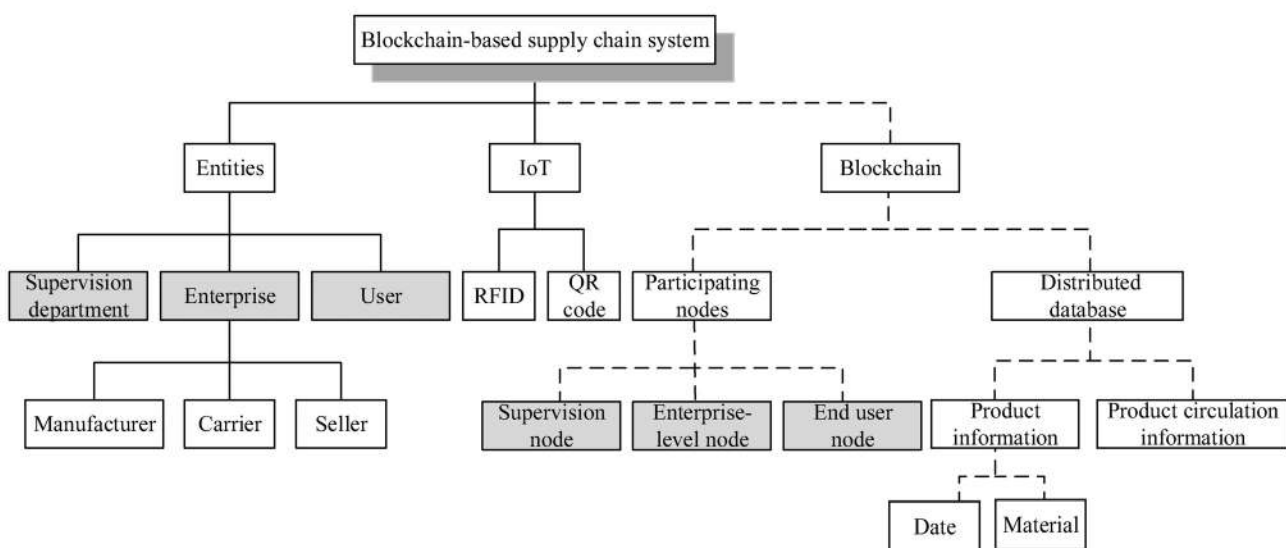 Blockchain-based supply chain system
Entities
IoT
Blockchain
Supervision
department
Enterprise
User
RFID
QR
code
Participating
nodes
Distributed
database
Manufacturer
Carrier
Seller
Supervision
node
Enterprise-
level node
End user
node
Product
information
Product circulation
information
Date
Material